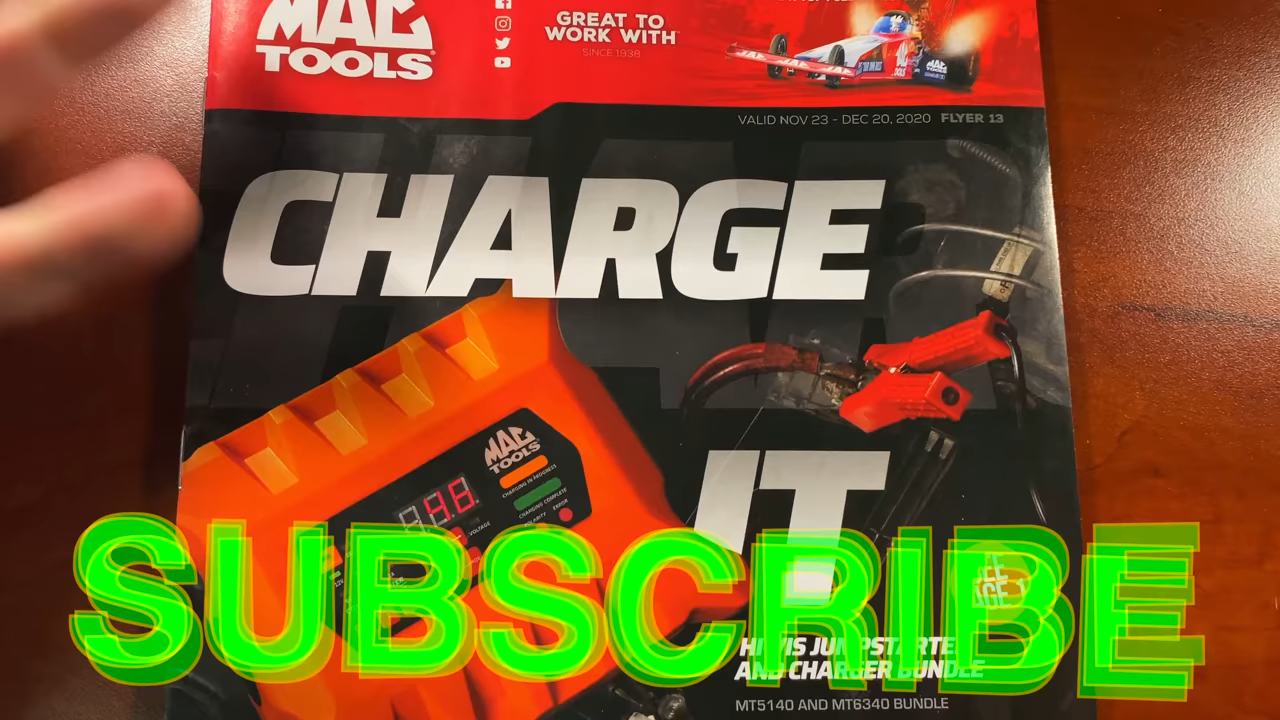 MAC
TOOLS
GREAT TO
WORK WITH
SINCE 1938
VALID NOV 23 - DEC 20, 2020 FLYER 13
CHARGE
IT
MAC
TOOLS
CHARGING IN PROGRESS
CHARGING COMPLETE
ERROR
VOLTAGE
SUBSCRIBE
AND CHARGER BUNDLE
MT5140 AND MT6340 BUNDLE